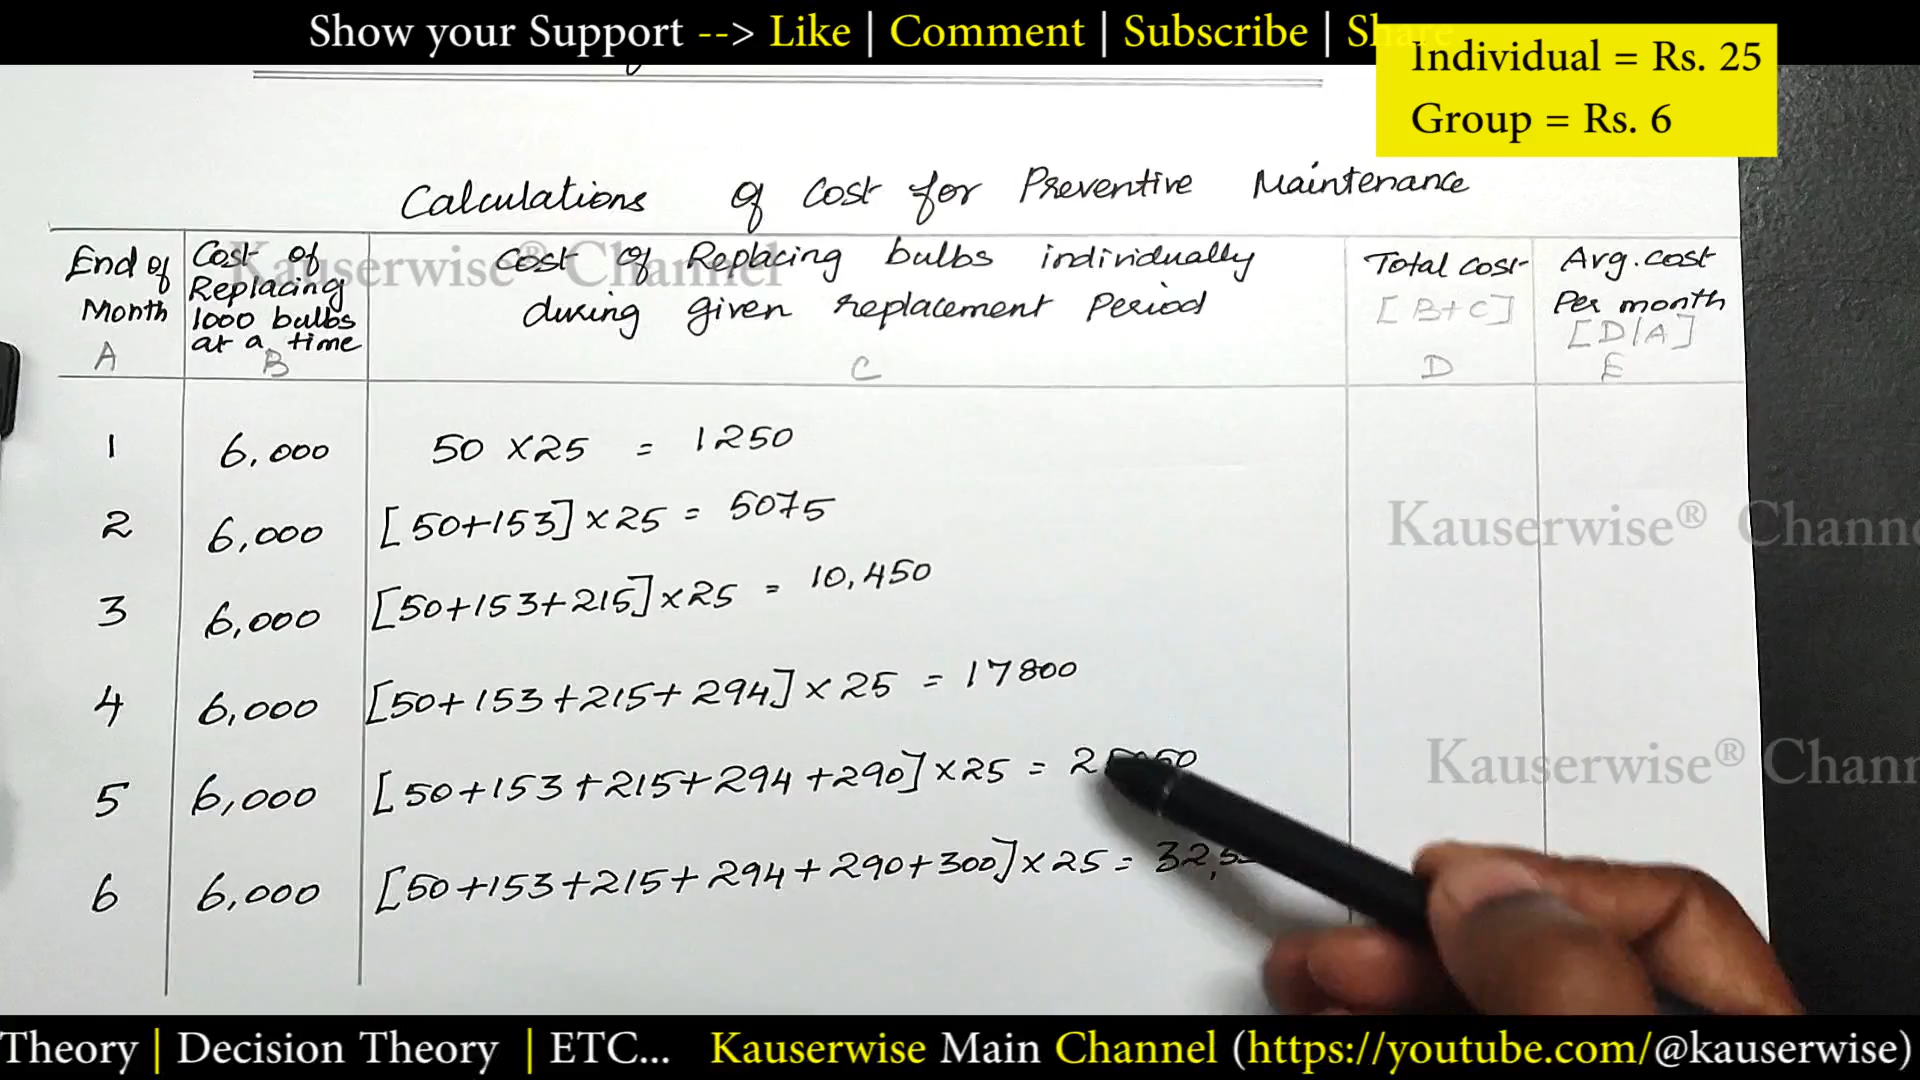 Show your Support --> Like | Comment | Subscribe | Share
Individual = Rs. 25
Group = Rs. 6
Calculations of Cost for Preventive Maintenance
End of Month A
Cost of Replacing 1000 bulbs at a time B
Cost of Replacing bulbs individually during given replacement Period C
Total cost [B+C] D
Avg. cost Per month [D/A] E
Kauserwise® Channel
1 6,000 50 x25 = 1250
2 6,000 [50+153]x25 = 5075
Kauserwise® Channe
3 6,000 [50+153+215]x25 = 10,450
4 6,000 [50+153+215+294]x25 = 17800
5 6,000 [50+153+215+294+290]x25 =
Kauserwise® Chann
6 6,000 [50+153+215+294+290+300]x25 =
Theory | Decision Theory | ETC... Kauserwise Main Channel (https://youtube.com/@kauserwise)